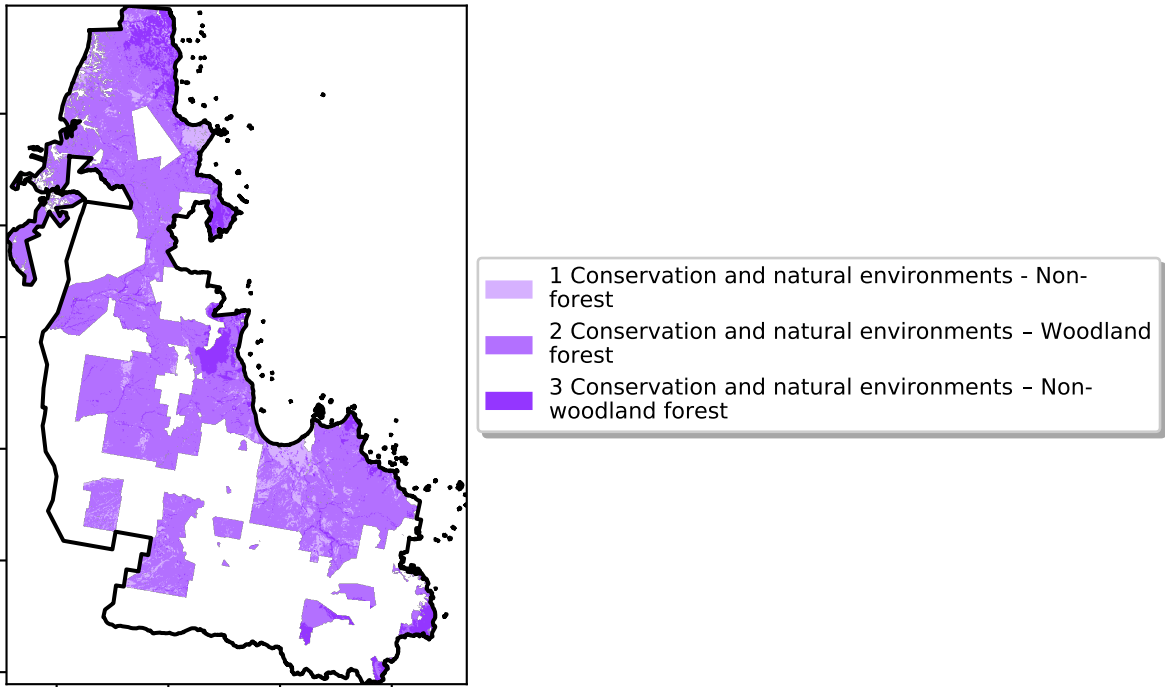 1 Conservation and natural environments - Non-
forest
2 Conservation and natural environments – Woodland
forest
3 Conservation and natural environments – Non-
woodland forest